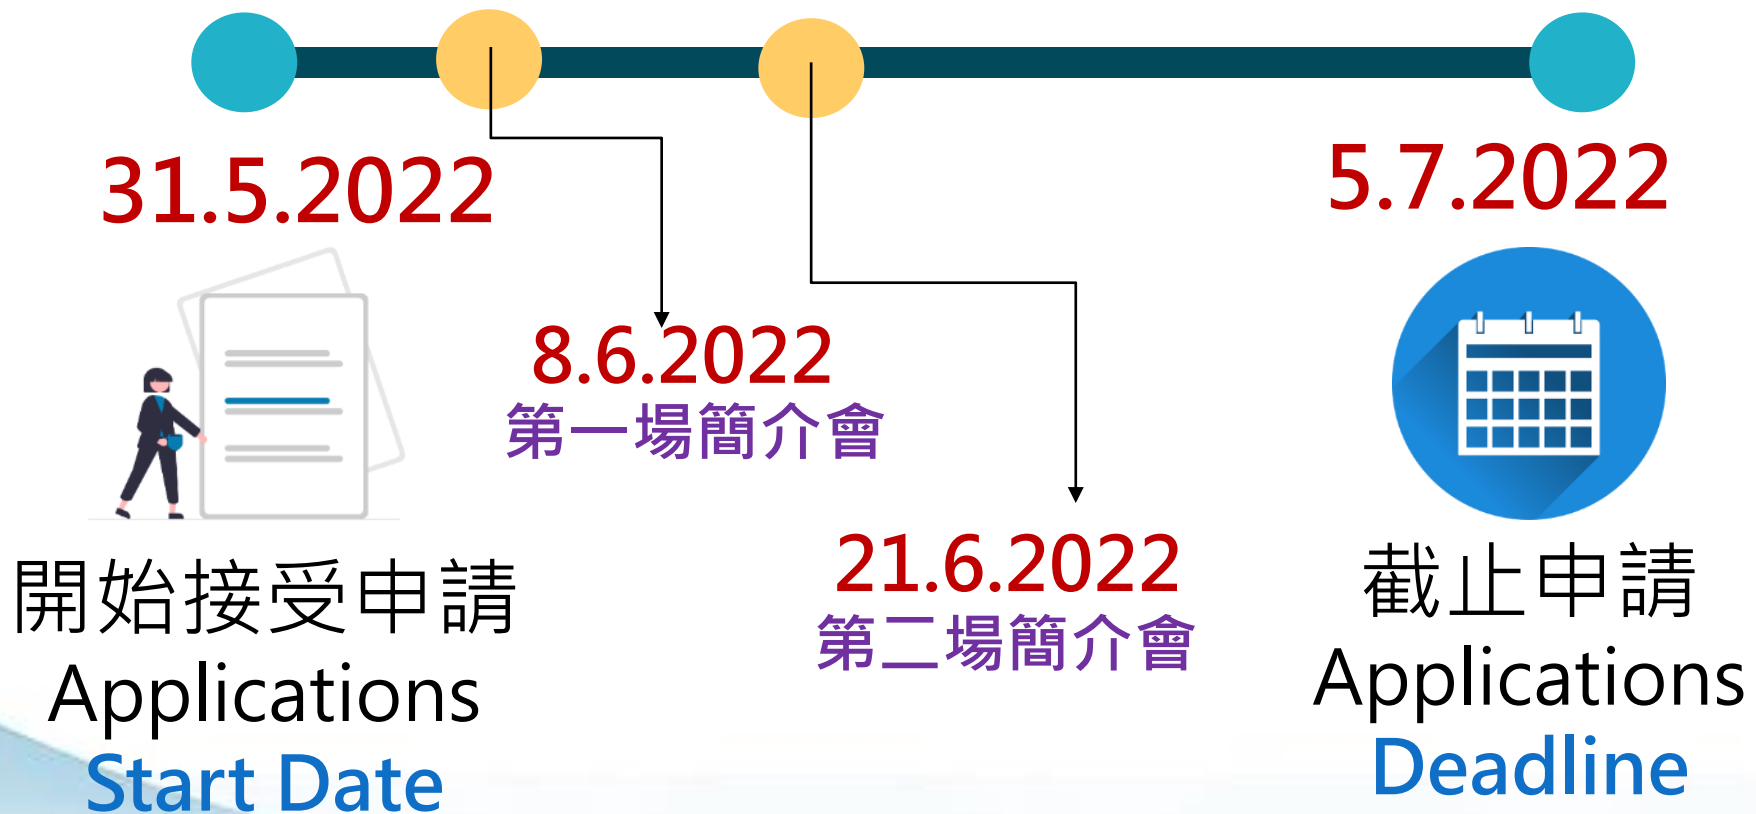 31.5.2022
開始接受申請
Applications
Start Date
8.6.2022
第一場簡介會
21.6.2022
第二場簡介會
5.7.2022
截止申請
Applications
Deadline